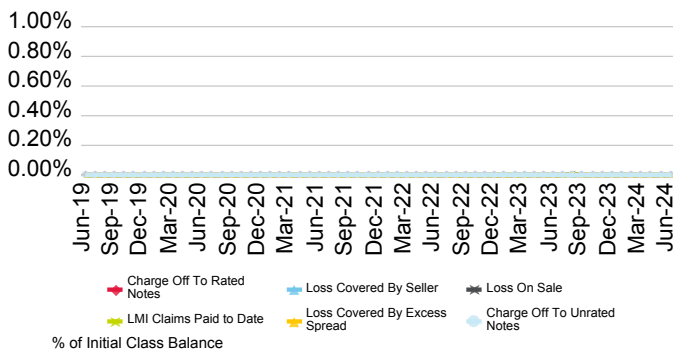 1.00%
0.80%
0.60%
0.40%
0.20%
0.00%
Jun-19
Sep-19
Dec-19
Mar-20
Jun-20
Sep-20
Dec-20
Mar-21
Jun-21
Sep-21
Dec-21
Mar-22
Jun-22
Sep-22
Dec-22
Mar-23
Jun-23
Sep-23
Dec-23
Mar-24
Jun-24
Charge Off To Rated
Notes
Loss Covered By Seller
Loss On Sale
LMI Claims Paid to Date
Loss Covered By Excess
Spread
Charge Off To Unrated
Notes
% of Initial Class Balance